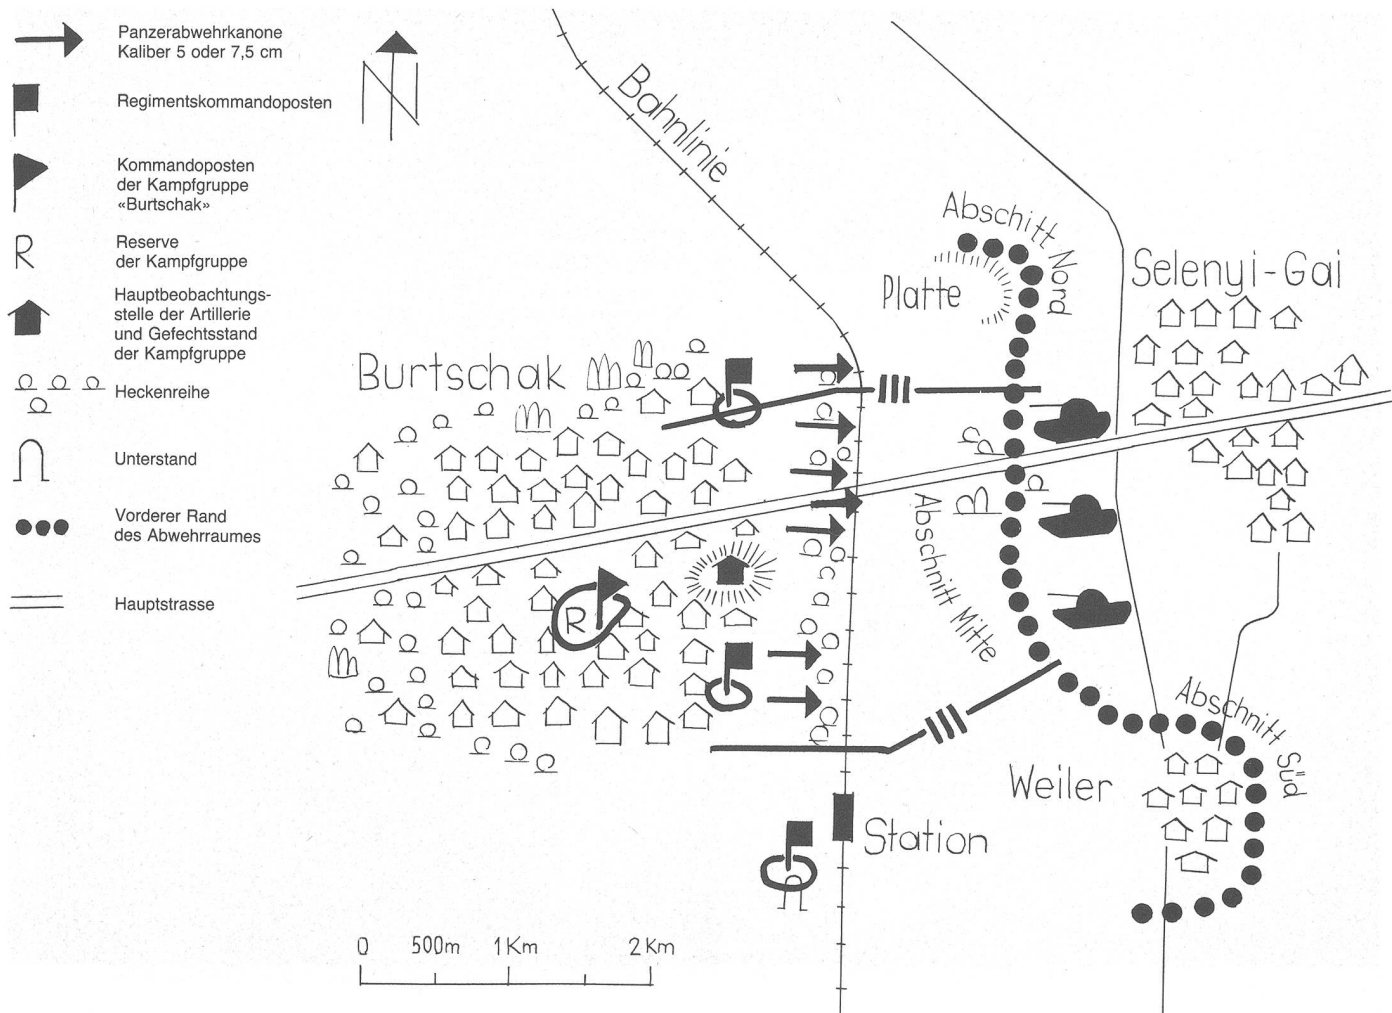 Panzerabwehrkanone
Kaliber 5 oder 7,5 cm
Regimentskommandoposten
Kommandoposten
der Kampfgruppe
«Burtschak»
R
Reserve
der Kampfgruppe
Hauptbeobachtungs-
stelle der Artillerie
und Gefechtsstand
der Kampfgruppe
Heckenreihe
Unterstand
Vorderer Rand
des Abwehrraumes
Hauptstrasse
N
Bahnlinie
Abschitt Nord
Platte
Selenyi-Gai
Burtschak
Abschnitt Mitte
R
Abschnitt Süd
Weiler
Station
0 500m 1Km 2Km